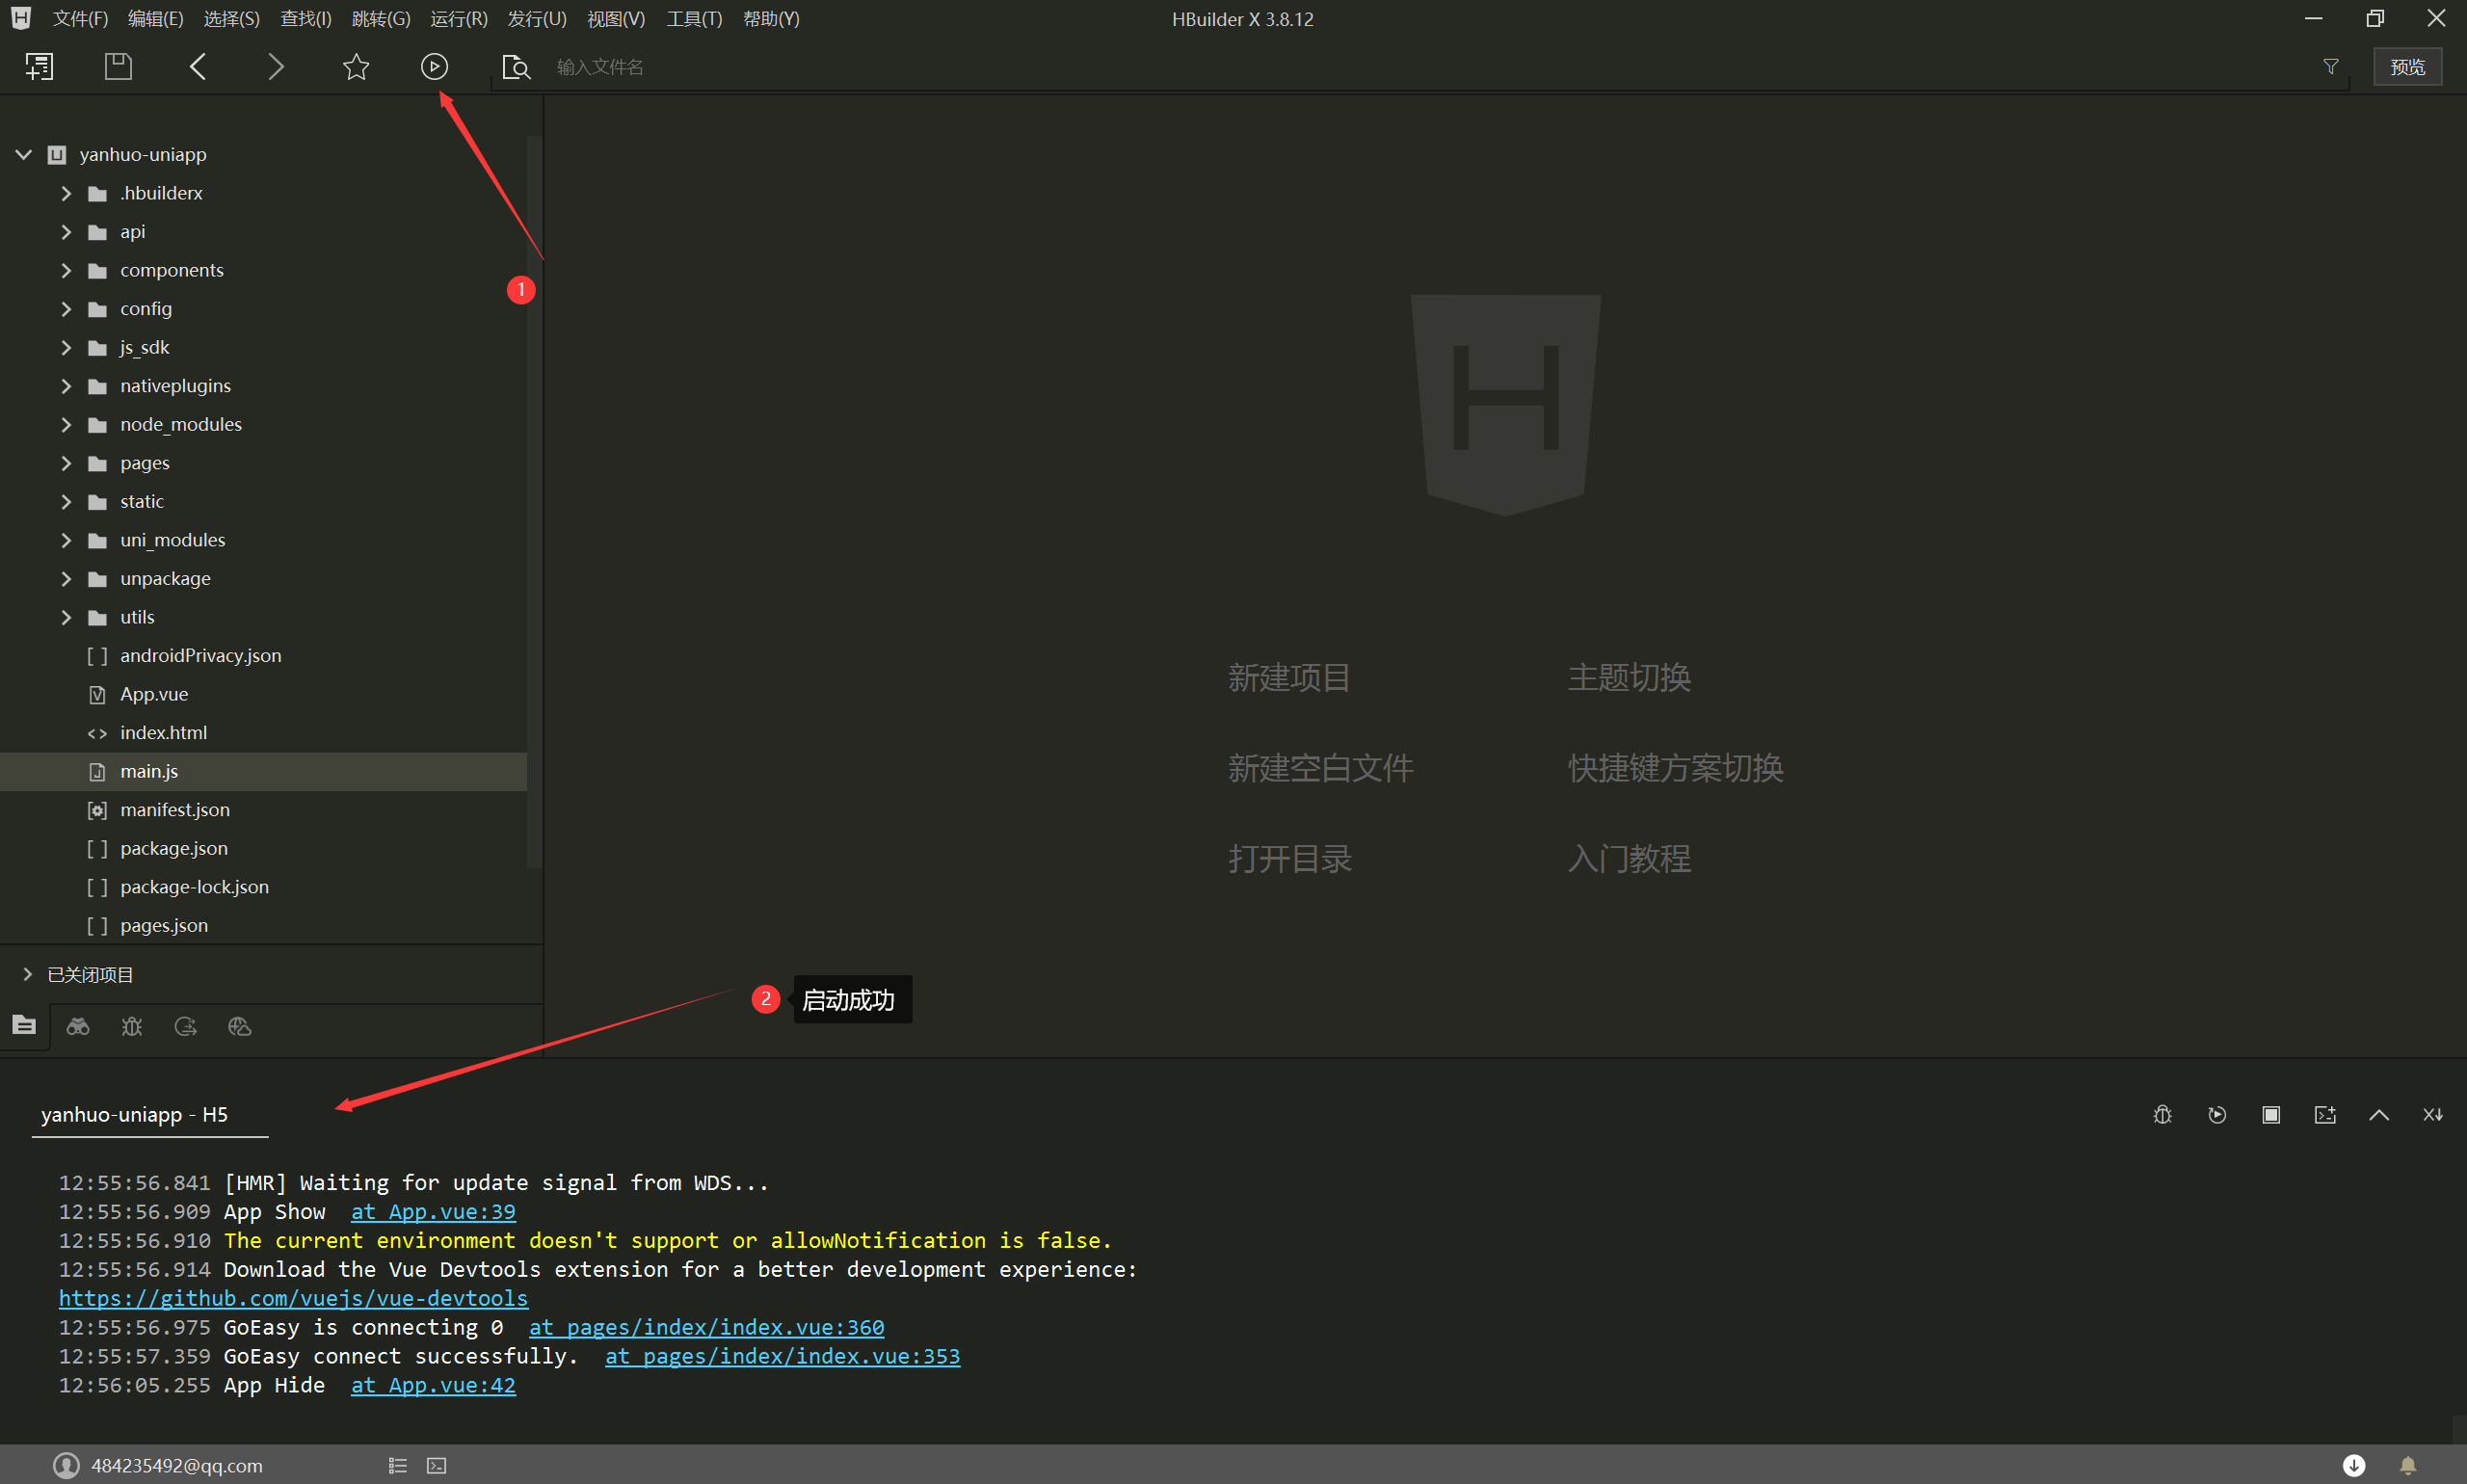 文件(F) 编辑(E) 选择(S) 查找(I) 跳转(G) 运行(R) 发行(U) 视图(V) 工具(T) 帮助(Y) HBuilder X 3.8.12
输入文件名 预览
yanhuo-uniapp
.hbuilderx
api
components
config
1
js_sdk
nativeplugins
node_modules
pages
static
uni_modules
unpackage
utils
androidPrivacy.json
App.vue
index.html
main.js
manifest.json
package.json
package-lock.json
pages.json
已关闭项目
H
新建项目 主题切换
新建空白文件 快捷键方案切换
打开目录 入门教程
2 启动成功
yanhuo-uniapp - H5
12:55:56.841 [HMR] Waiting for update signal from WDS...
12:55:56.909 App Show at App.vue:39
12:55:56.910 The current environment doesn't support or allowNotification is false.
12:55:56.914 Download the Vue Devtools extension for a better development experience:
https://github.com/vuejs/vue-devtools
12:55:56.975 GoEasy is connecting 0 at pages/index/index.vue:360
12:55:57.359 GoEasy connect successfully. at pages/index/index.vue:353
12:56:05.255 App Hide at App.vue:42
484235492@qq.com